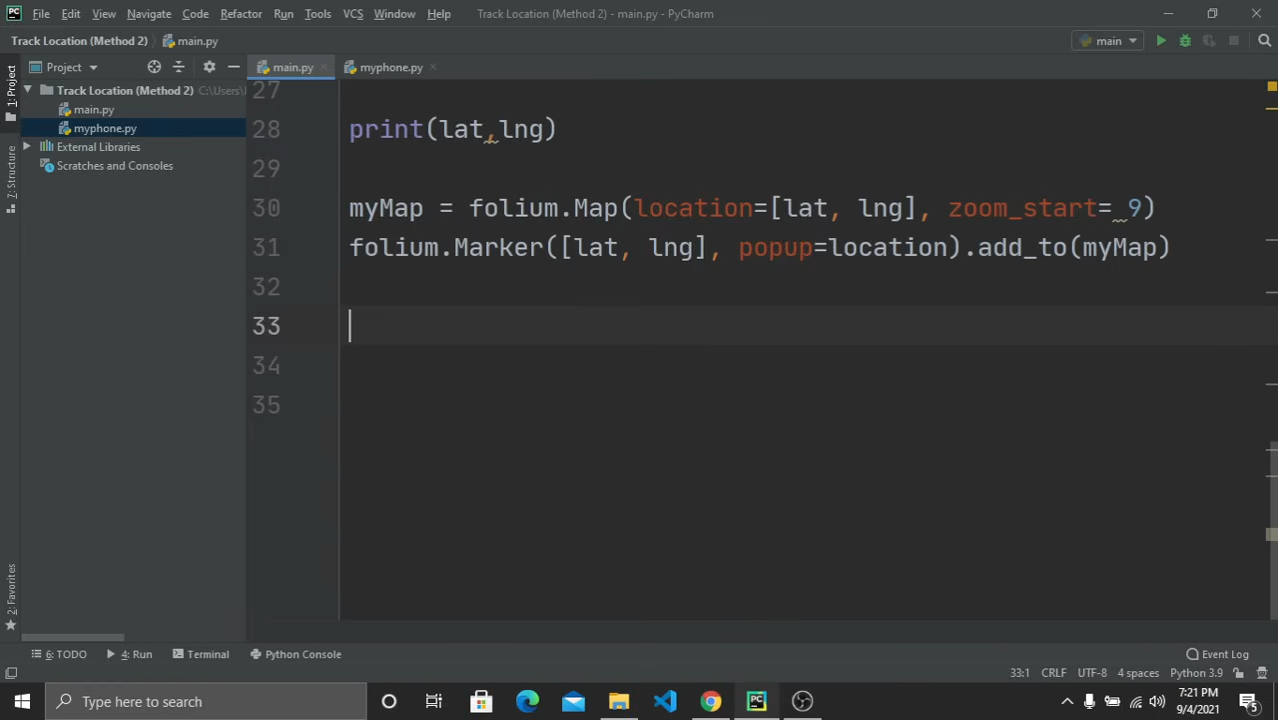 File Edit View Navigate Code Refactor Run Tools VCS Window Help Track Location (Method 2) - main.py - PyCharm
Track Location (Method 2) main.py main
Project main.py myphone.py
1: Project
Track Location (Method 2) C:\Users\
main.py
myphone.py
External Libraries
Scratches and Consoles
7: Structure
2: Favorites
27
28 print(lat,lng)
29
30 myMap = folium.Map(location=[lat, lng], zoom_start= 9)
31 folium.Marker([lat, lng], popup=location).add_to(myMap)
32
33
34
35
6: TODO 4: Run Terminal Python Console Event Log
33:1 CRLF UTF-8 4 spaces Python 3.9
PC
Type here to search
7:21 PM
9/4/2021
5